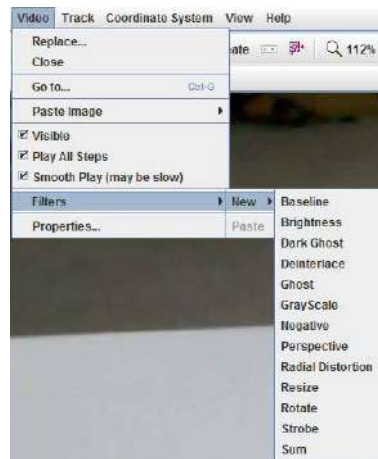 Video Track Coordinate System View Help
Replace...
eate 112%
Close
Go to... Ctrl-G
Paste Image
Visible
Play All Steps
Smooth Play (may be slow)
Filters New Baseline
Properties... Paste Brightness
Dark Ghost
Deinterlace
Ghost
GrayScale
Negative
Perspective
Radial Distortion
Resize
Rotate
Strobe
Sum